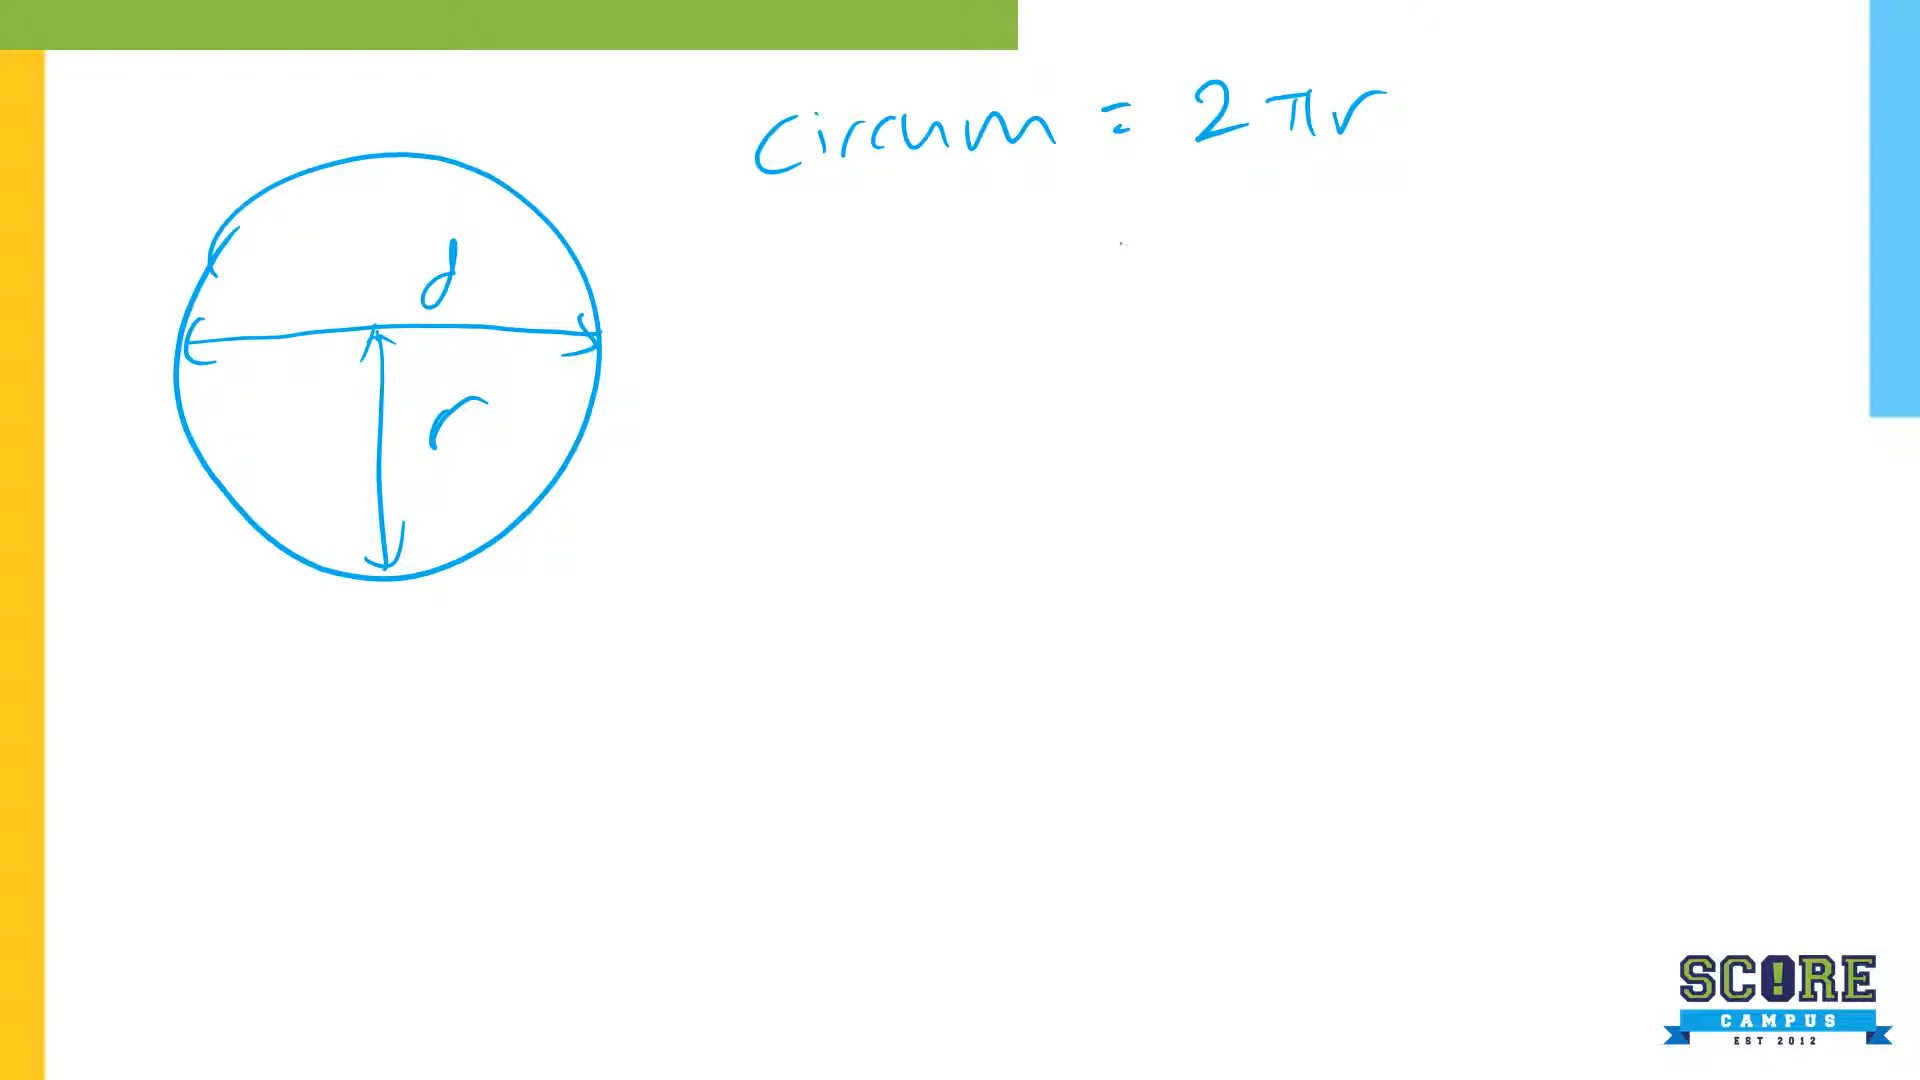 circum = 2πr
d
r
SCORE
CAMPUS
EST 2012